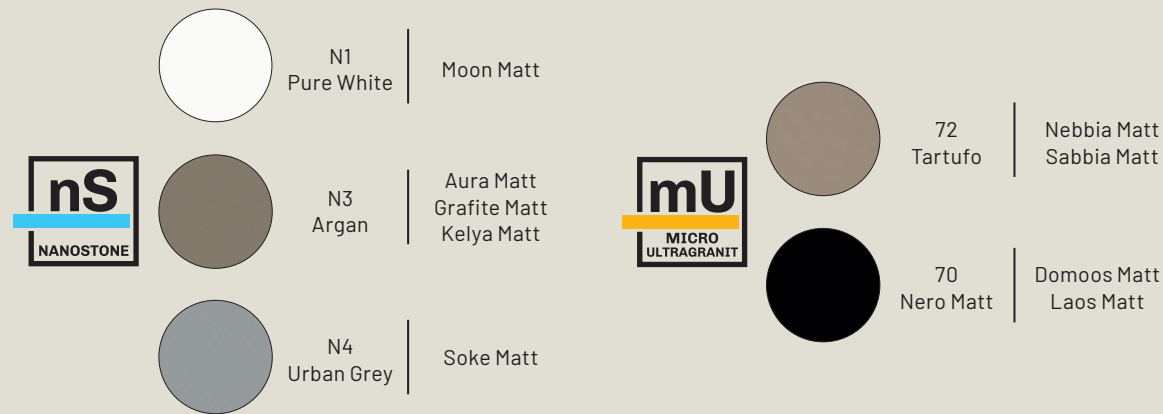 nS
NANOSTONE
N1
Pure White
Moon Matt
N3
Argan
Aura Matt
Grafite Matt
Kelya Matt
N4
Urban Grey
Soke Matt
mU
MICRO
ULTRAGRANIT
72
Tartufo
Nebbia Matt
Sabbia Matt
70
Nero Matt
Domoos Matt
Laos Matt